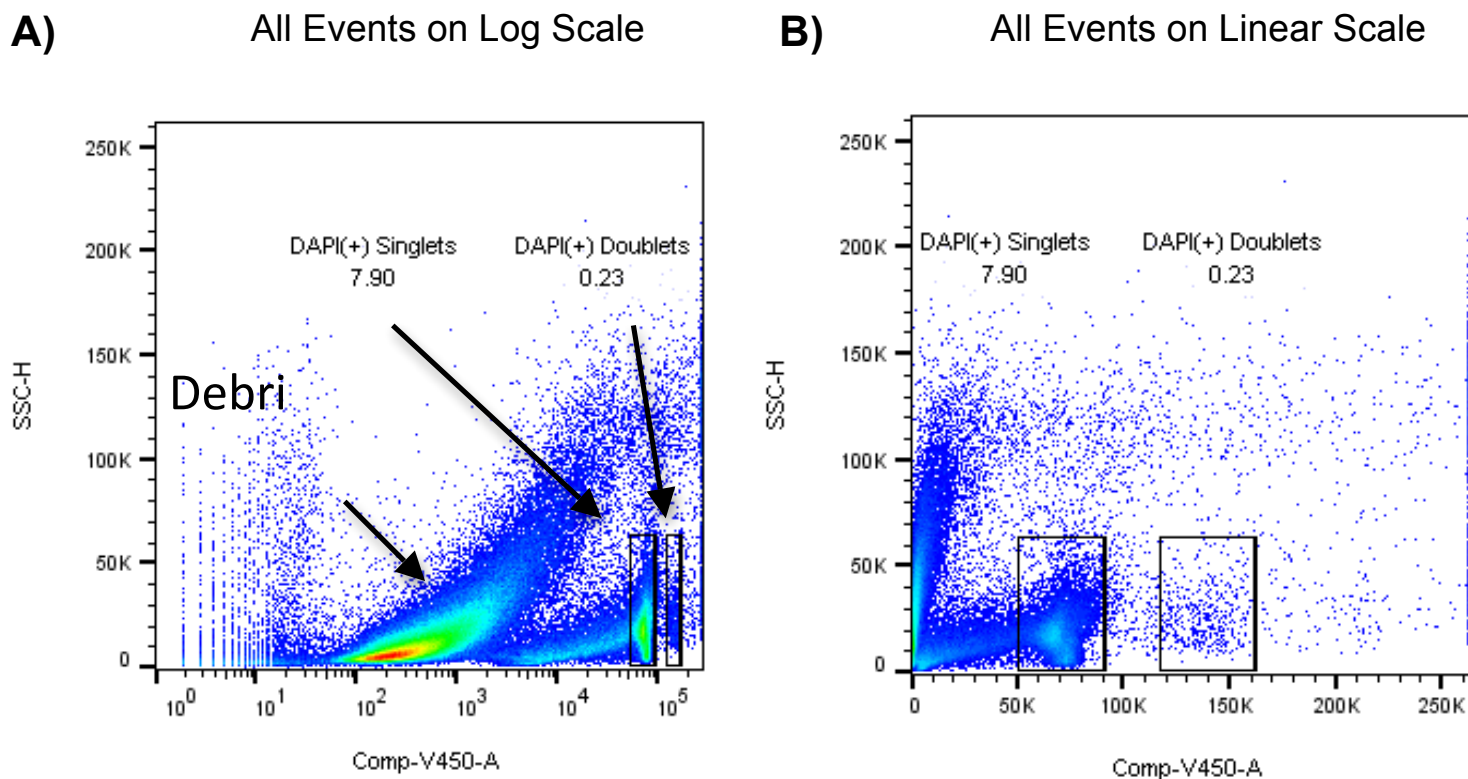 A)
All Events on Log Scale
250K
200K
150K
100K
50K
0
SSC-H
DAPI(+) Singlets
7.90
DAPI(+) Doublets
0.23
Debri
10^0
10^1
10^2
10^3
10^4
10^5
Comp-V450-A
B)
All Events on Linear Scale
250K
200K
150K
100K
50K
0
SSC-H
DAPI(+) Singlets
7.90
DAPI(+) Doublets
0.23
0
50K
100K
150K
200K
250K
Comp-V450-A